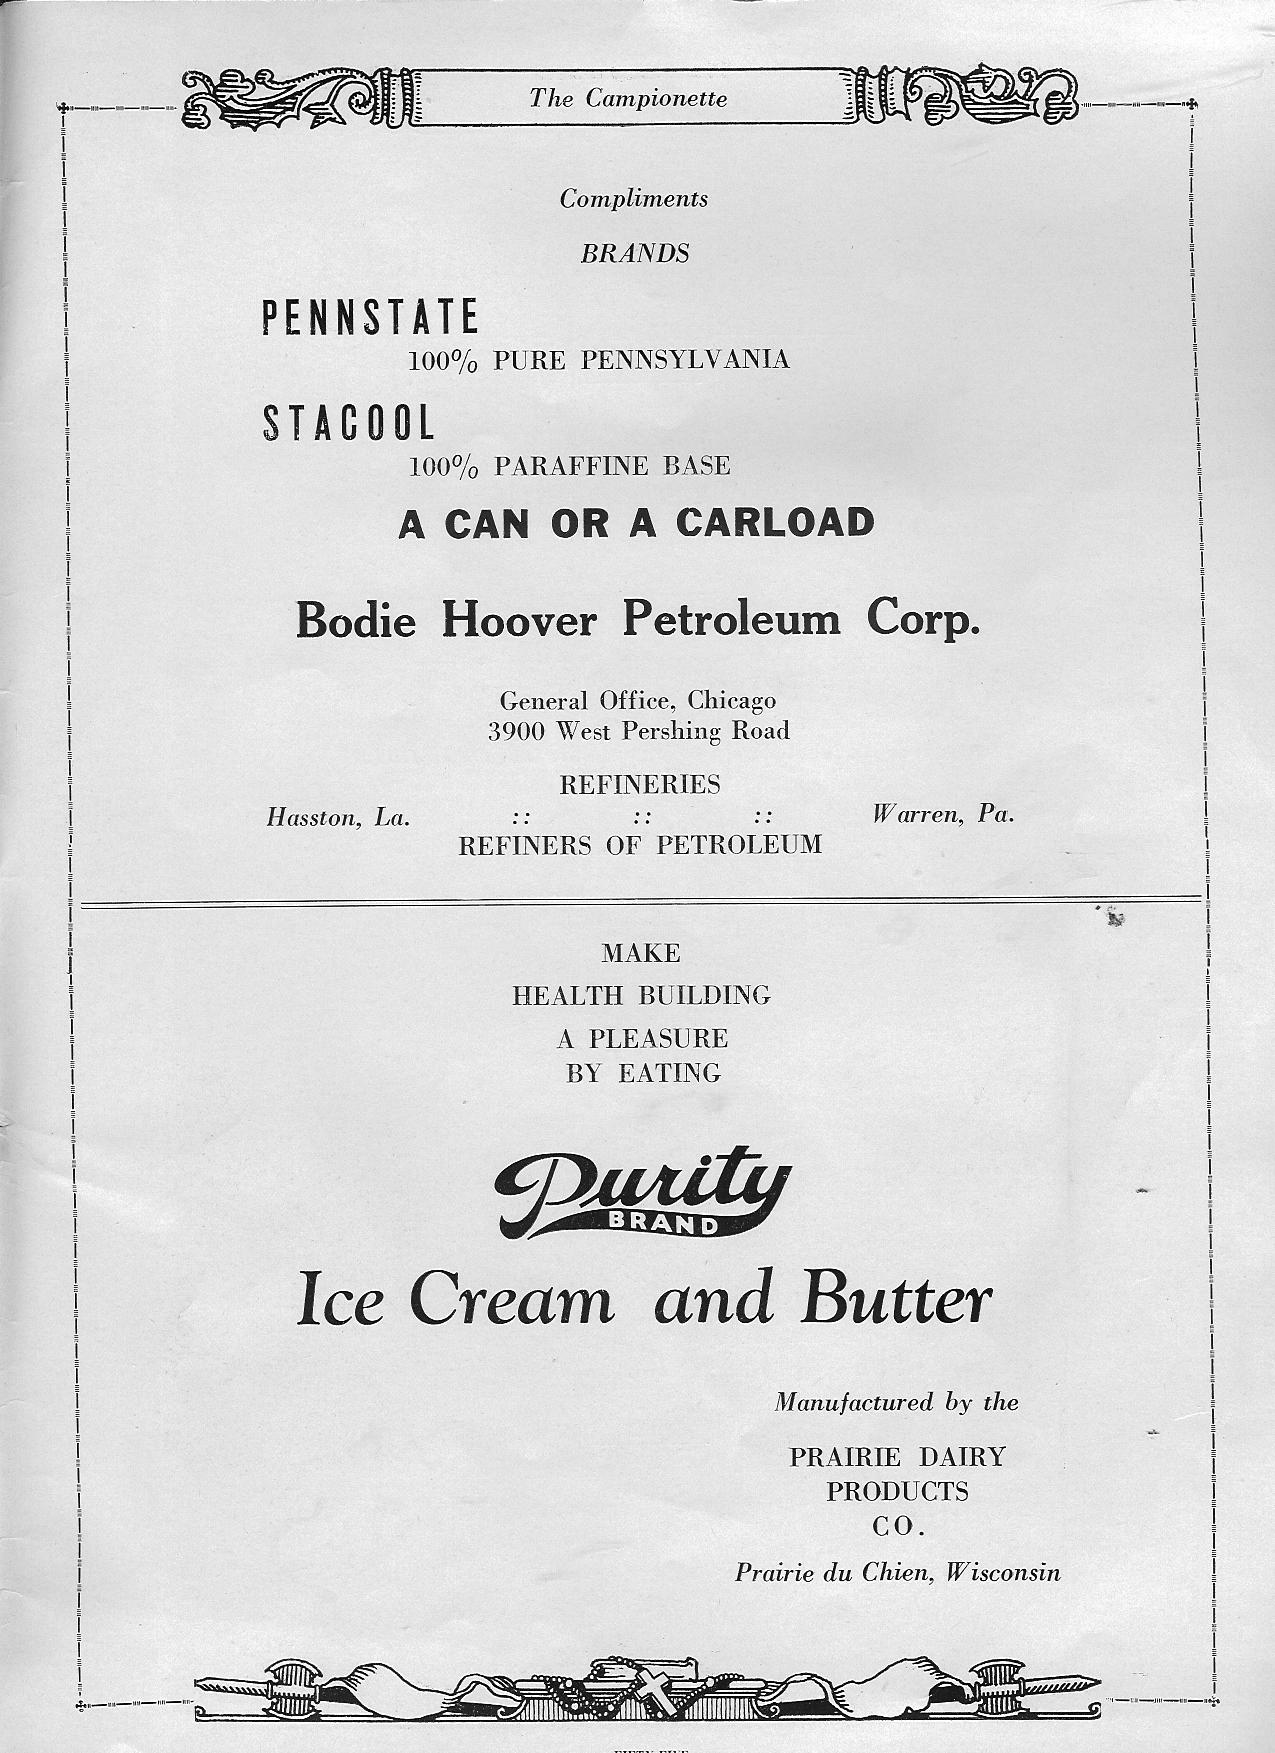 The Campionette
Compliments
BRANDS
PENNSTATE
100% PURE PENNSYLVANIA
STACOOL
100% PARAFFINE BASE
A CAN OR A CARLOAD
Bodie Hoover Petroleum Corp.
General Office, Chicago
3900 West Pershing Road
REFINERIES
Hasston, La. :: :: :: Warren, Pa.
REFINERS OF PETROLEUM
MAKE
HEALTH BUILDING
A PLEASURE
BY EATING
Purity
BRAND
Ice Cream and Butter
Manufactured by the
PRAIRIE DAIRY
PRODUCTS
CO.
Prairie du Chien, Wisconsin
FIFTY-FIVE